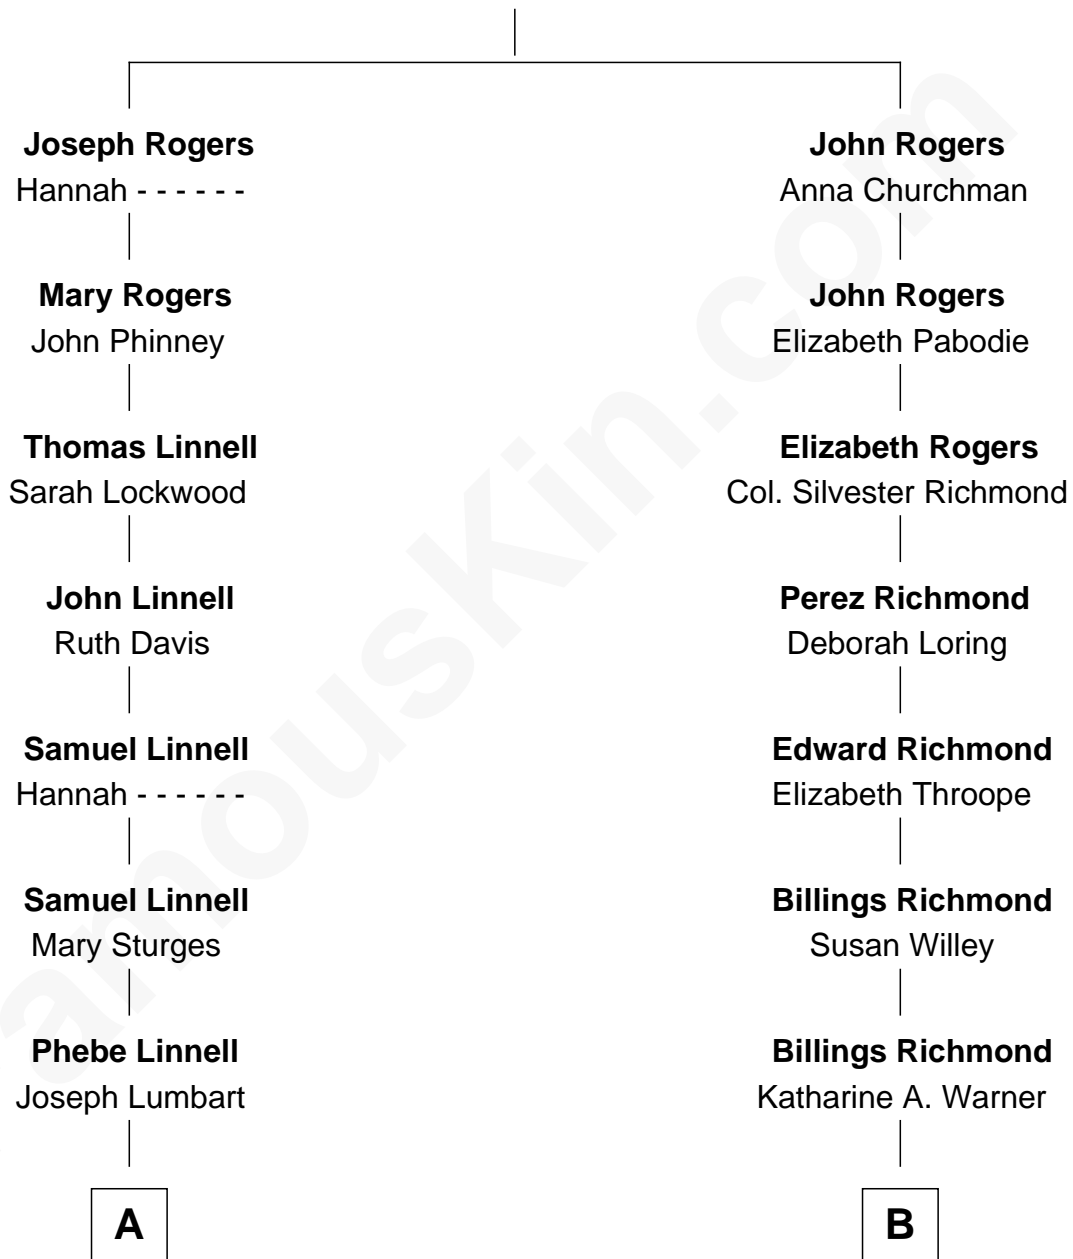 Joseph Rogers
Hannah - - - - - -
Mary Rogers
John Phinney
Thomas Linnell
Sarah Lockwood
John Linnell
Ruth Davis
Samuel Linnell
Hannah - - - - - -
Samuel Linnell
Mary Sturges
Phebe Linnell
Joseph Lumbart
A
John Rogers
Anna Churchman
John Rogers
Elizabeth Pabodie
Elizabeth Rogers
Col. Silvester Richmond
Perez Richmond
Deborah Loring
Edward Richmond
Elizabeth Throope
Billings Richmond
Susan Willey
Billings Richmond
Katharine A. Warner
B
amousKin.com